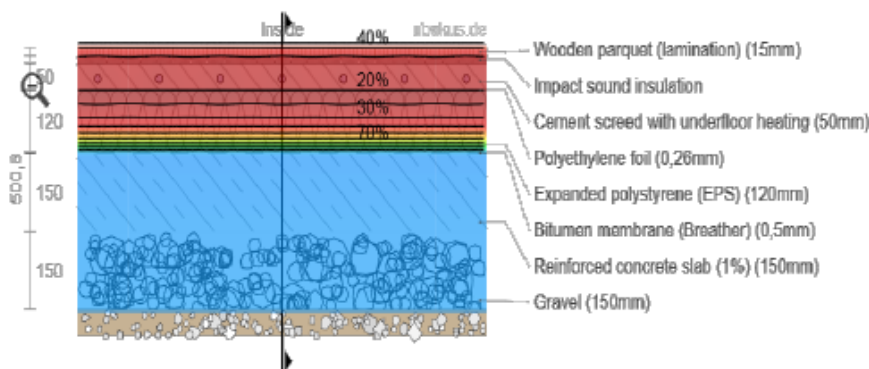 Inside
ubakus.de
40%
Wooden parquet (lamination) (15mm)
50
20%
Impact sound insulation
120
30%
Cement screed with underfloor heating (50mm)
70%
Polyethylene foil (0,26mm)
Expanded polystyrene (EPS) (120mm)
500,8
150
Bitumen membrane (Breather) (0,5mm)
Reinforced concrete slab (1%) (150mm)
150
Gravel (150mm)